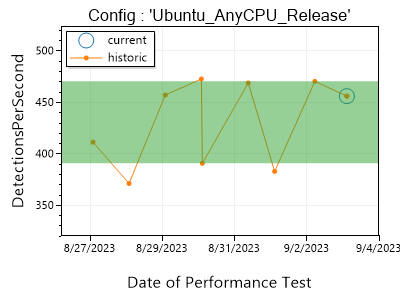 Config : 'Ubuntu_AnyCPU_Release'
current
historic
DetectionsPerSecond
500
450
400
350
8/27/2023 8/29/2023 8/31/2023 9/2/2023 9/4/2023
Date of Performance Test